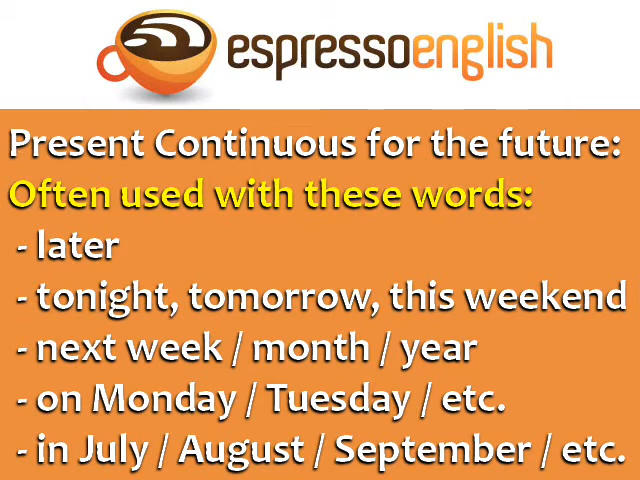 espressoenglish
Present Continuous for the future:
Often used with these words:
- later
- tonight, tomorrow, this weekend
- next week / month / year
- on Monday / Tuesday / etc.
- in July / August / September / etc.